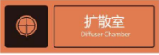 扩散室
Diffuser Chamber